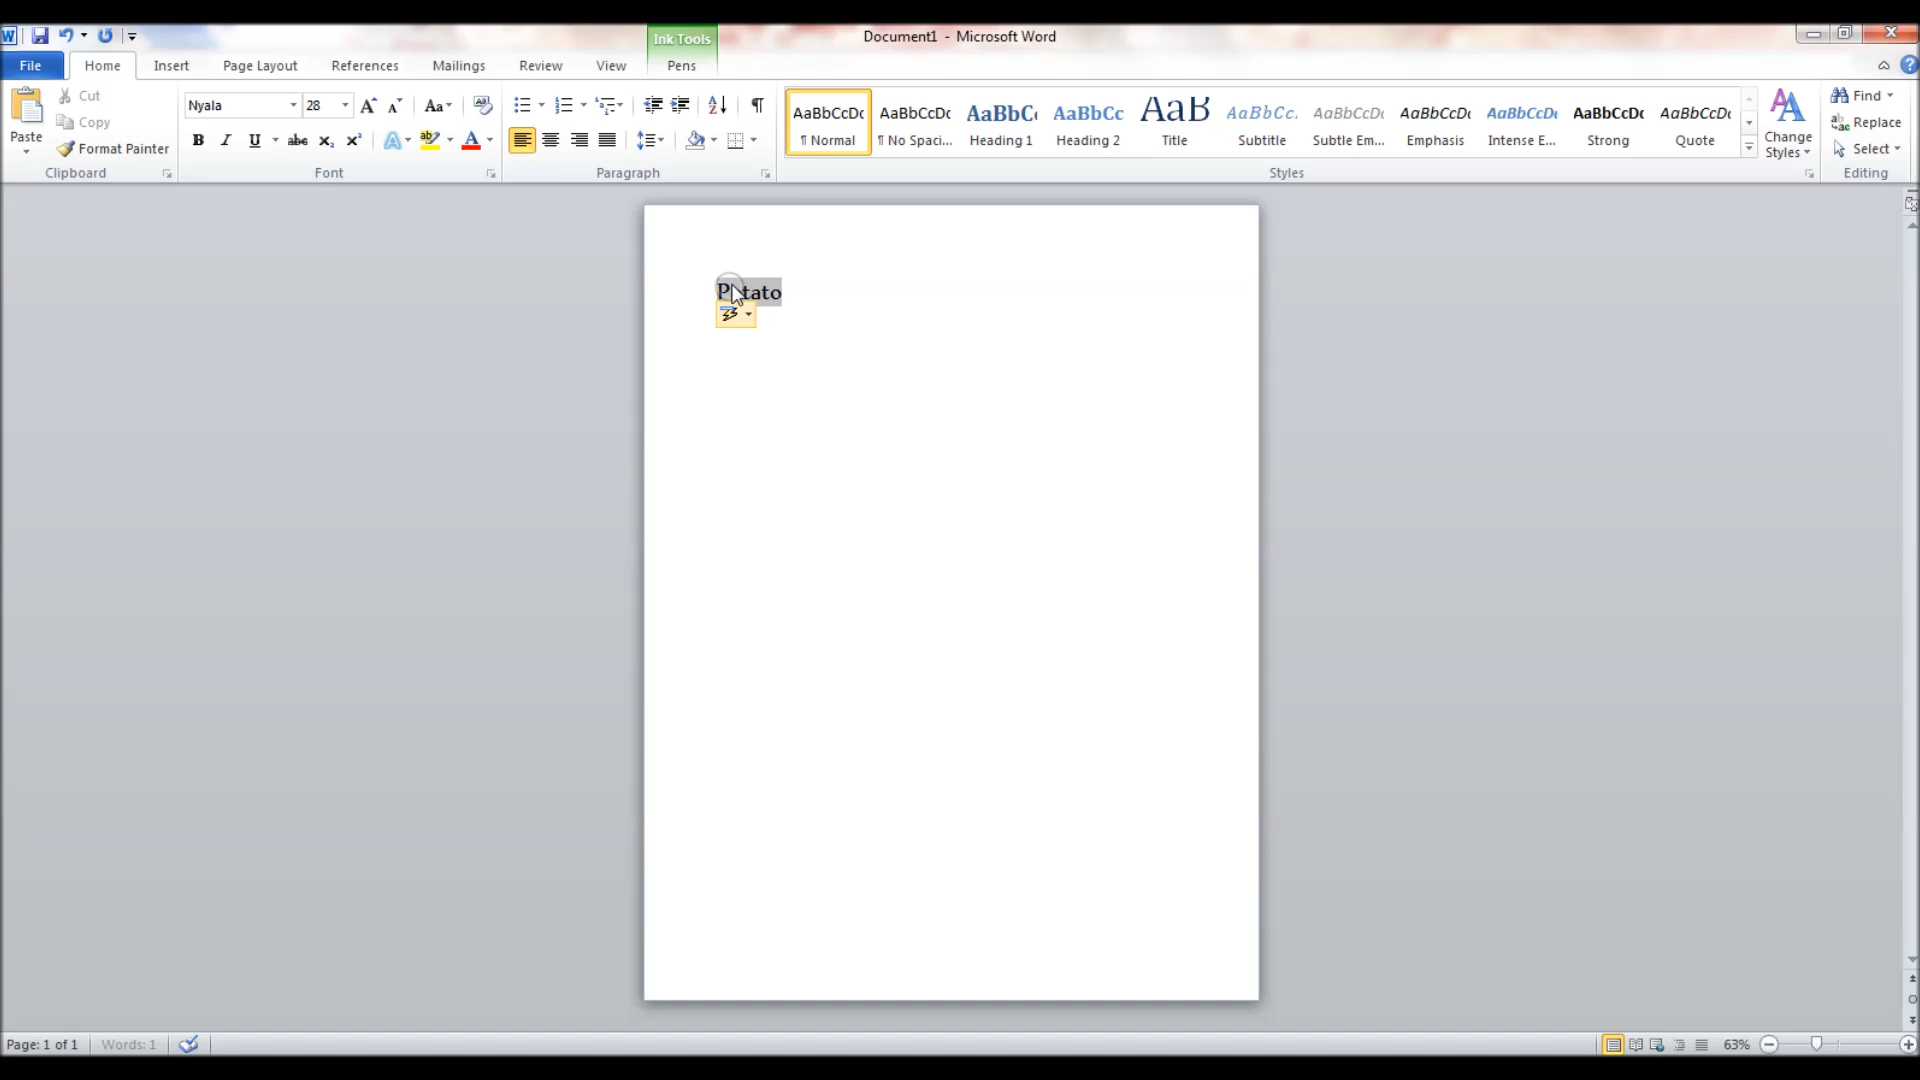 Document1 - Microsoft Word
Ink Tools
File Home Insert Page Layout References Mailings Review View Pens
Paste
Cut
Copy
Format Painter
Clipboard
Nyala 28
Font
Paragraph
AaBbCcDc AaBbCcDc AaBbC( AaBbCc AaB AaBbCc. AaBbCcDc AaBbCcDc AaBbCcDc AaBbCcDc AaBbCcDc
¶ Normal ¶ No Spaci... Heading 1 Heading 2 Title Subtitle Subtle Em... Emphasis Intense E... Strong Quote
Styles
Change
Styles
Find
Replace
Select
Editing
Potato
Page: 1 of 1 Words: 1 63%